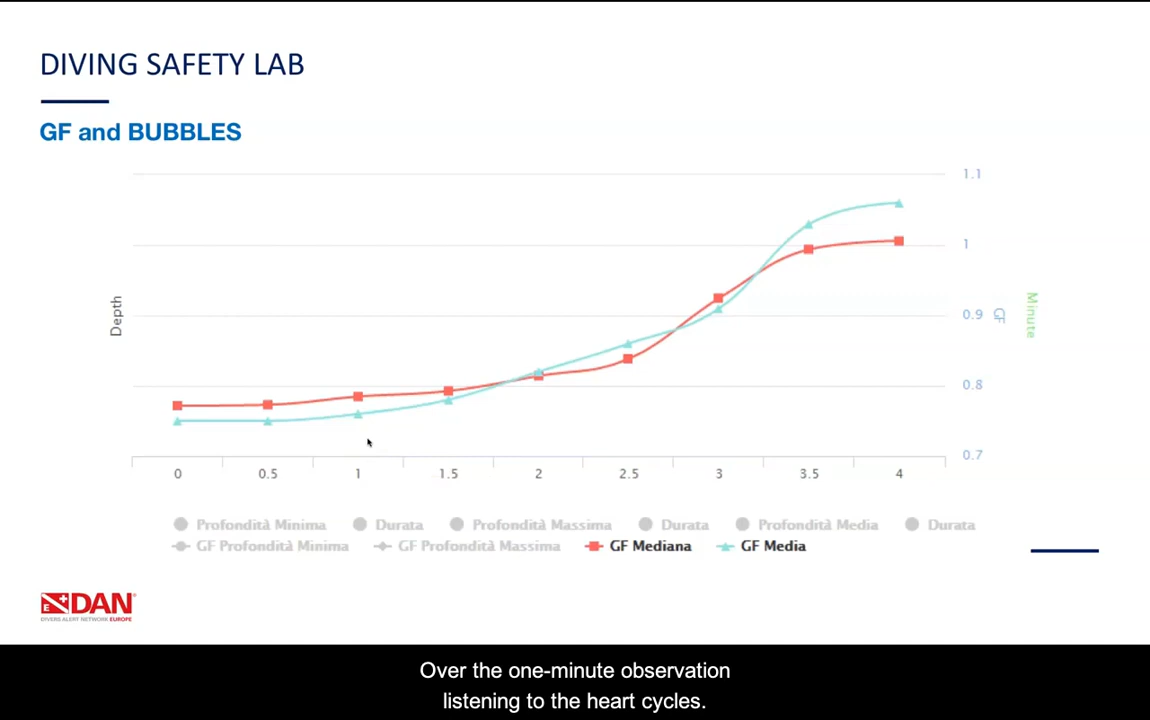 DIVING SAFETY LAB
GF and BUBBLES
1.1
1
0.9
0.8
0.7
Depth
GF
Minute
0 0.5 1 1.5 2 2.5 3 3.5 4
Profondità Minima Durata Profondità Massima Durata Profondità Media Durata
GF Profondità Minima GF Profondità Massima GF Mediana GF Media
E DAN
DIVERS ALERT NETWORK EUROPE
Over the one-minute observation
listening to the heart cycles.